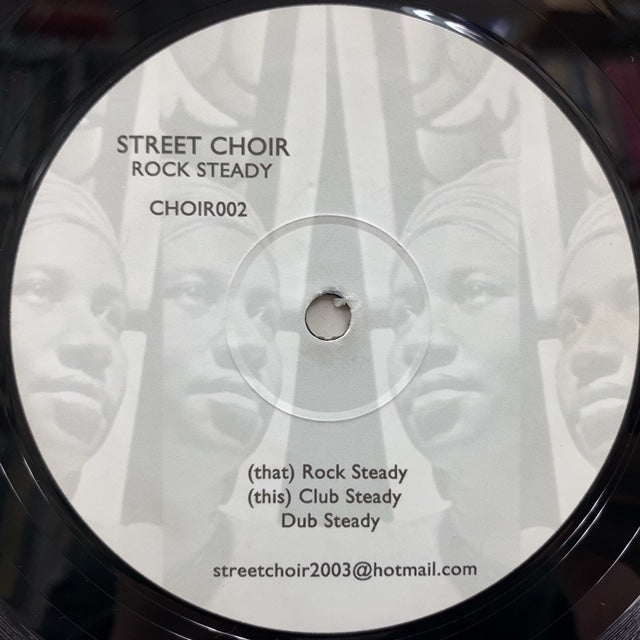 STREET CHOIR
ROCK STEADY
CHOIR002
(that) Rock Steady
(this) Club Steady
Dub Steady
streetchoir2003@hotmail.com